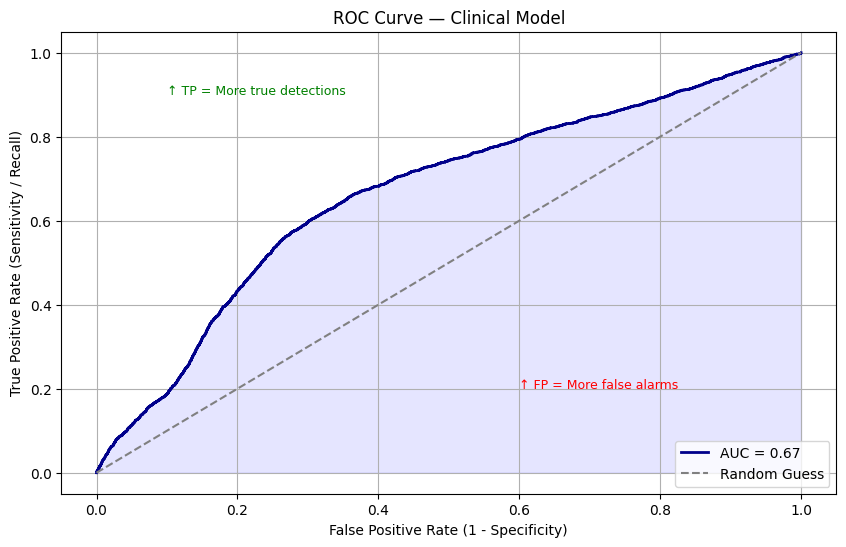 ROC Curve — Clinical Model
True Positive Rate (Sensitivity / Recall)
1.0
0.8
0.6
0.4
0.2
0.0
↑ TP = More true detections
↑ FP = More false alarms
AUC = 0.67
Random Guess
0.0 0.2 0.4 0.6 0.8 1.0
False Positive Rate (1 - Specificity)